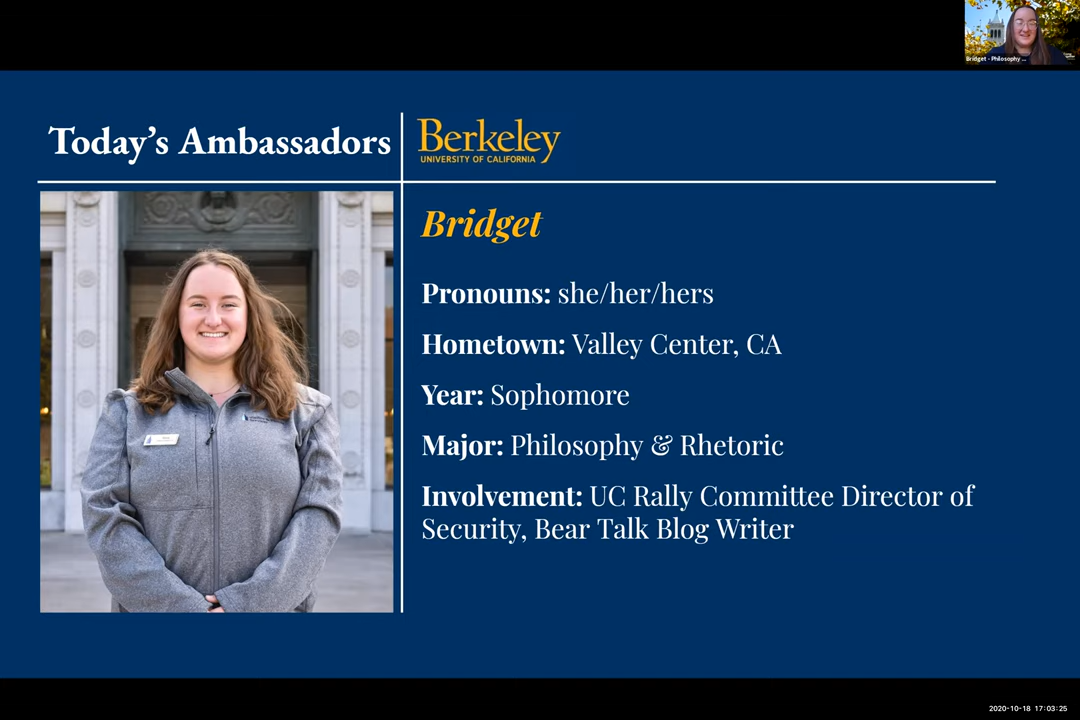 Bridget - Philosophy ...
Today's Ambassadors
Berkeley
UNIVERSITY OF CALIFORNIA
Bridget
Pronouns: she/her/hers
Hometown: Valley Center, CA
Year: Sophomore
Major: Philosophy & Rhetoric
Involvement: UC Rally Committee Director of
Security, Bear Talk Blog Writer
2020-10-18 17:03:25